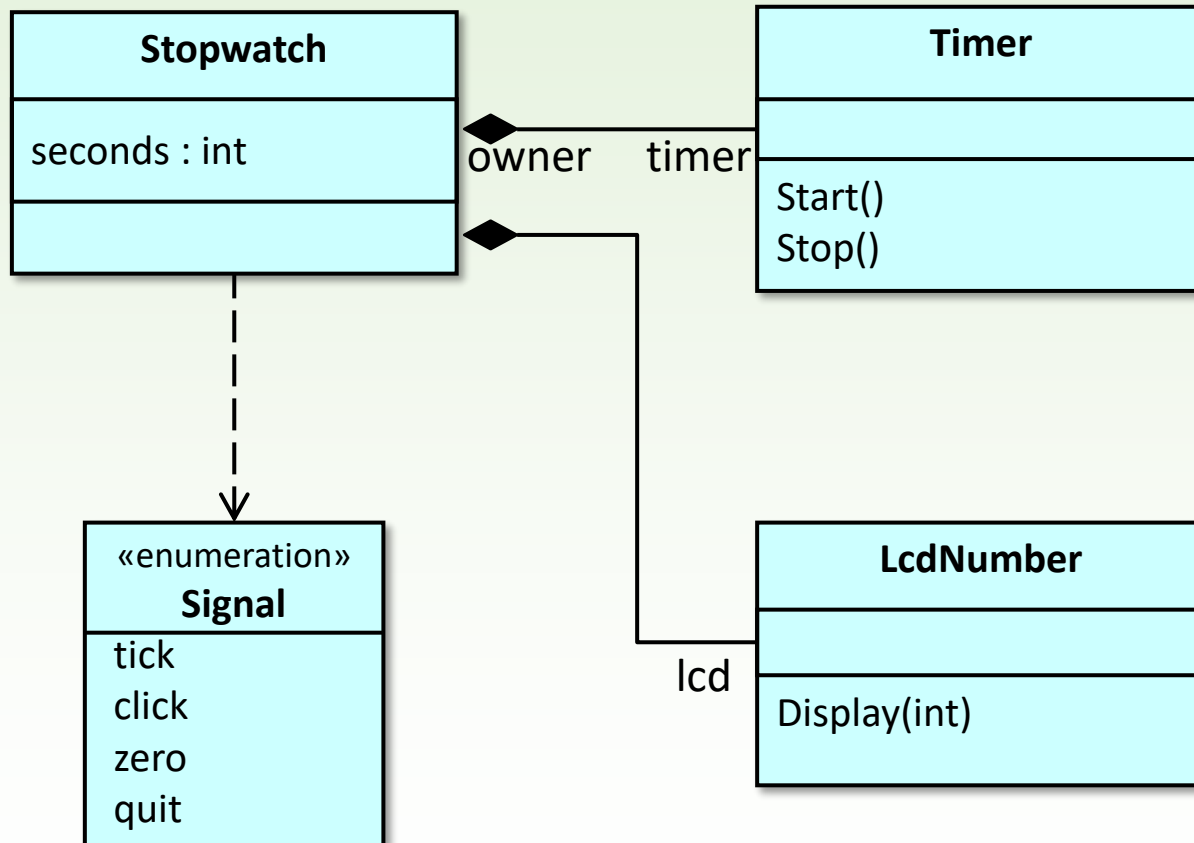 Stopwatch
seconds : int
owner
timer
Timer
Start()
Stop()
«enumeration»
Signal
tick
click
zero
quit
lcd
LcdNumber
Display(int)